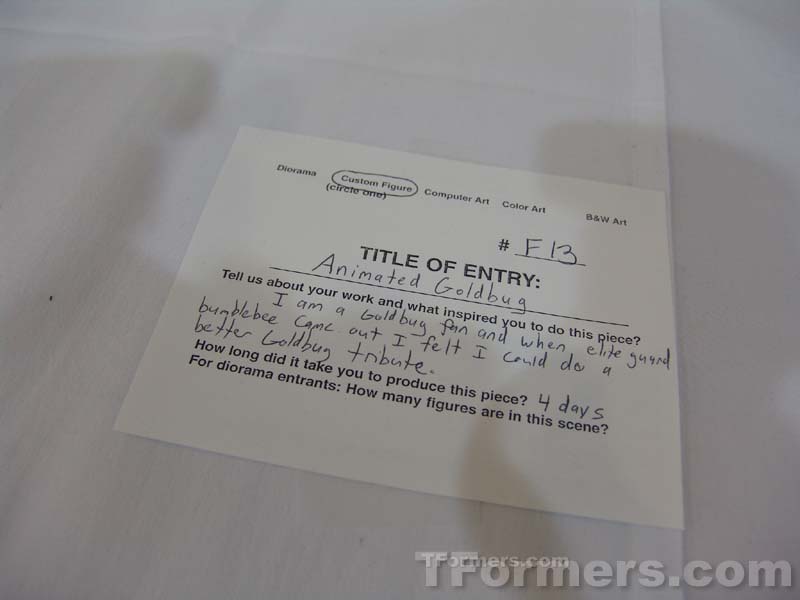 Diorama Custom Figure Computer Art Color Art B&W Art
(circle one)
# F13
TITLE OF ENTRY:
Animated Goldbug
Tell us about your work and what inspired you to do this piece?
I am a Goldbug fan and when elite guard
bumblebee came out I felt I could do a
better Goldbug tribute.
How long did it take you to produce this piece? 4 days
For diorama entrants: How many figures are in this scene?
TFormers.com
TFormers.com